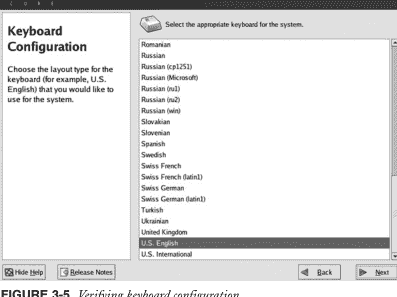 Keyboard
Configuration
Choose the layout type for the
keyboard (for example, U.S.
English) that you would like to
use for the system.
Select the appropriate keyboard for the system.
Romanian
Russian
Russian (cp1251)
Russian (Microsoft)
Russian (ru1)
Russian (ru2)
Russian (win)
Slovakian
Slovenian
Spanish
Swedish
Swiss French
Swiss French (latin1)
Swiss German
Swiss German (latin1)
Turkish
Ukrainian
United Kingdom
U.S. English
U.S. International
Hide Help
Release Notes
Back
Next
FIGURE 3-5 Verifying keyboard configuration